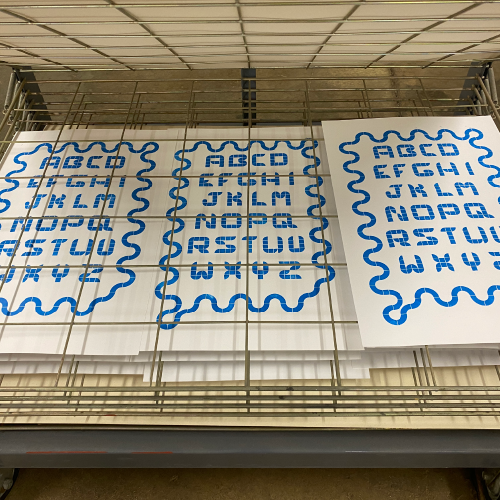 ABCD
EFGHI
JKLM
NOPQ
RSTUV
WXYZ
ABCD
EFGHI
JKLM
NOPQ
RSTUV
WXYZ
ABCD
EFGHI
JKLM
NOPQ
RSTUV
WXYZ